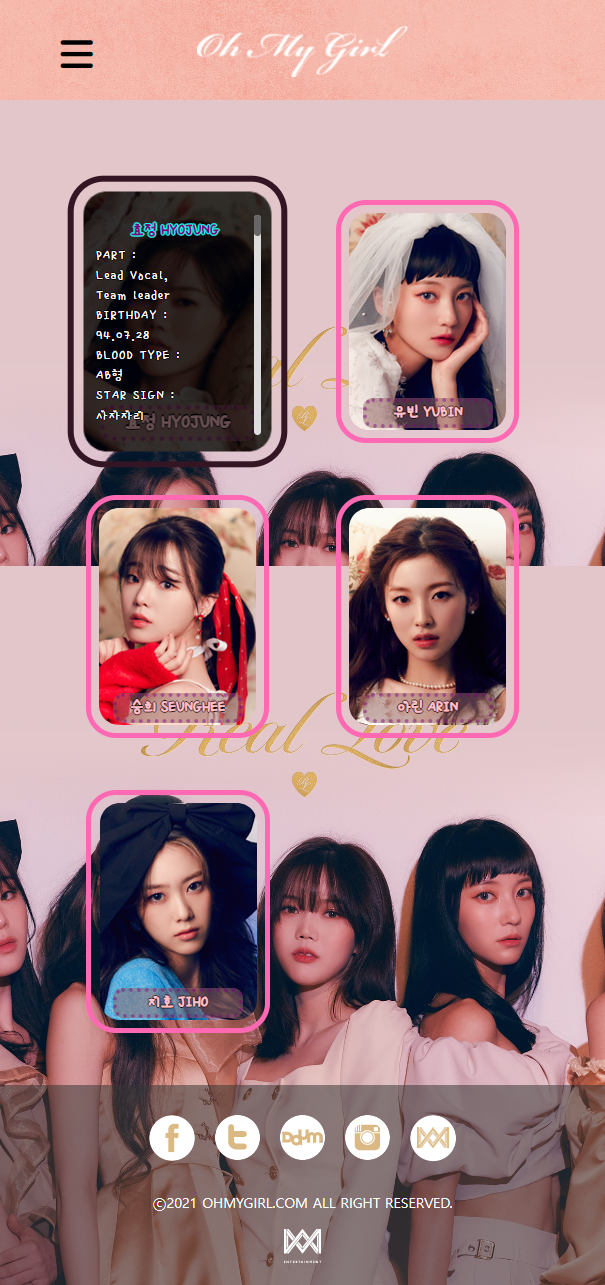 Oh My Girl
효정 HYOJUNG
PART :
Lead Vocal,
Team leader
BIRTHDAY :
94.07.28
BLOOD TYPE :
AB형
STAR SIGN :
사자자리
효정 HYOJUNG
유빈 YUBIN
승희 SEUNGHEE
아린 ARIN
Real Love
지호 JIHO
Daum
©2021 OHMYGIRL.COM ALL RIGHT RESERVED.
ENTERTAINMENT